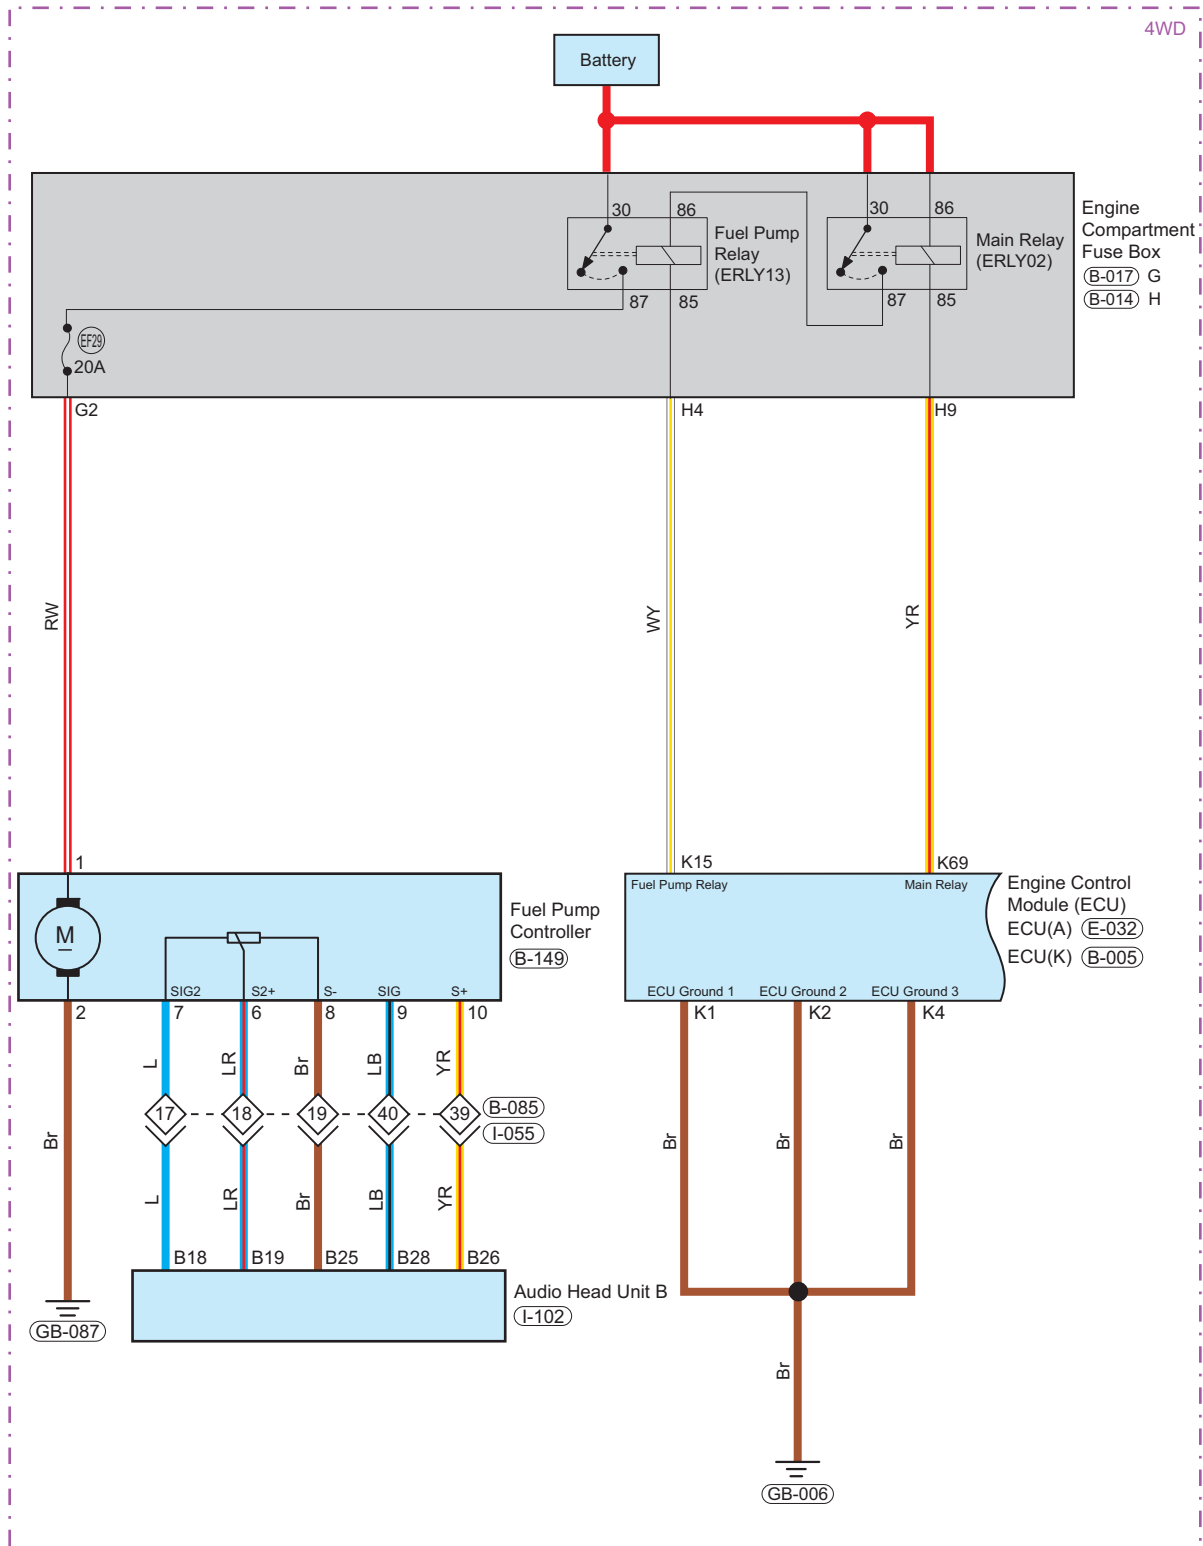 4WD
Battery
30
86
Fuel Pump
Relay
(ERLY13)
87
85
30
86
Main Relay
(ERLY02)
87
85
Engine
Compartment
Fuse Box
B-017 G
B-014 H
EF29
20A
G2
H4
H9
RW
WY
YR
1
K15
K69
Fuel Pump Relay
Main Relay
Engine Control
Module (ECU)
ECU(A) E-032
ECU(K) B-005
M
Fuel Pump
Controller
B-149
SIG2
S2+
S-
SIG
S+
ECU Ground 1
ECU Ground 2
ECU Ground 3
2
7
6
8
9
10
K1
K2
K4
L
LR
Br
LB
YR
17
18
19
40
39
B-085
I-055
Br
Br
Br
Br
L
LR
Br
LB
YR
B18
B19
B25
B28
B26
Audio Head Unit B
I-102
GB-087
Br
GB-006